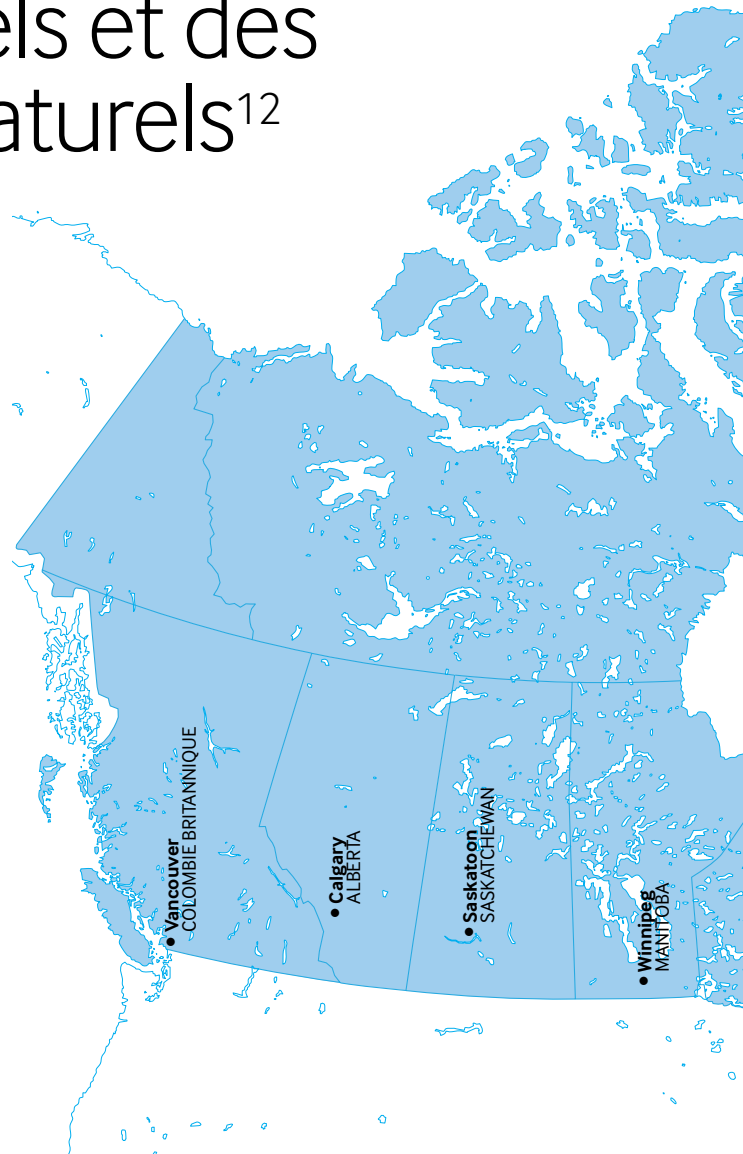 els et des
aturels12
Vancouver
COLOMBIE BRITANNIQUE
Calgary
ALBERTA
Saskatoon
SASKATCHEWAN
Winnipeg
MANITOBA